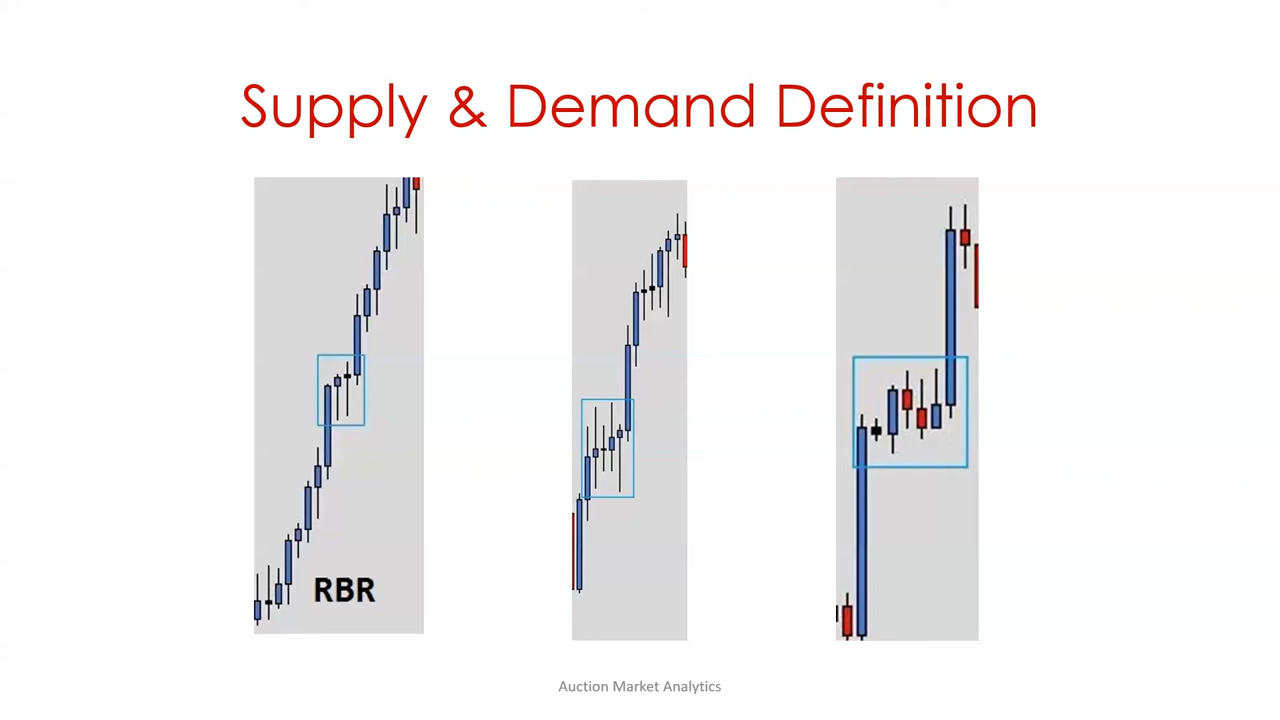 Supply & Demand Definition
RBR
Auction Market Analytics